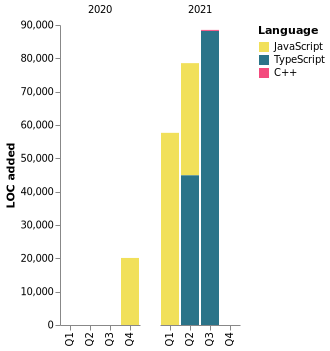 2020
2021
LOC added
90,000
80,000
70,000
60,000
50,000
40,000
30,000
20,000
10,000
0
Q1
Q2
Q3
Q4
Q1
Q2
Q3
Q4
Language
JavaScript
TypeScript
C++